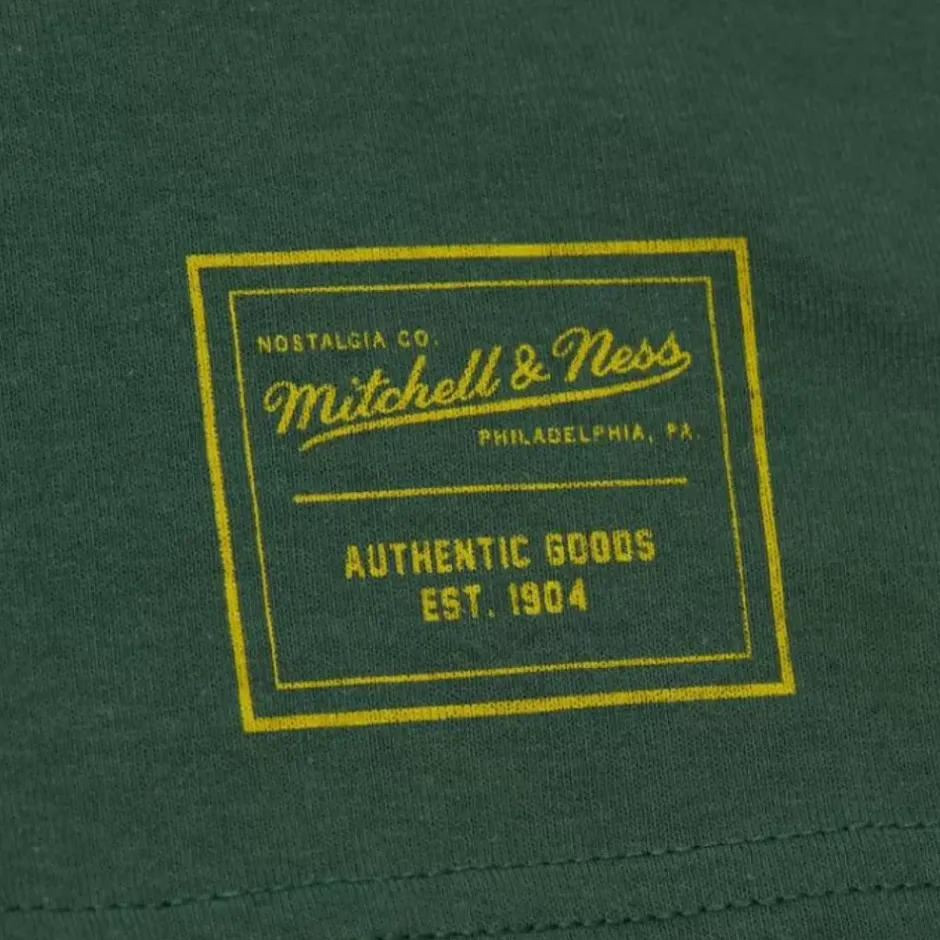 NOSTALGIA CO.
Mitchell & Ness
PHILADELPHIA, PA.
AUTHENTIC GOODS
EST. 1904